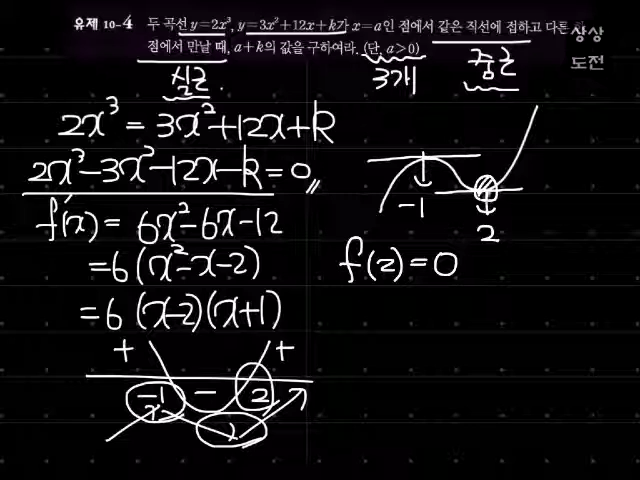 유제 10-4 두 곡선 y=2x³, y=3x²+12x+k가 x=a인 점에서 같은 직선에 접하고 다른 한
점에서 만날 때, a+k의 값을 구하여라. (단, a>0)
상상
도전
실근.
3개
중근
2x³ = 3x²+12x+k
2x³-3x³-12x-k=0
f'(x) = 6x²-6x-12
=6(x²-x-2)
=6(x-2)(x+1)
+ +
-1 - 2
-1
2
f(2)=0